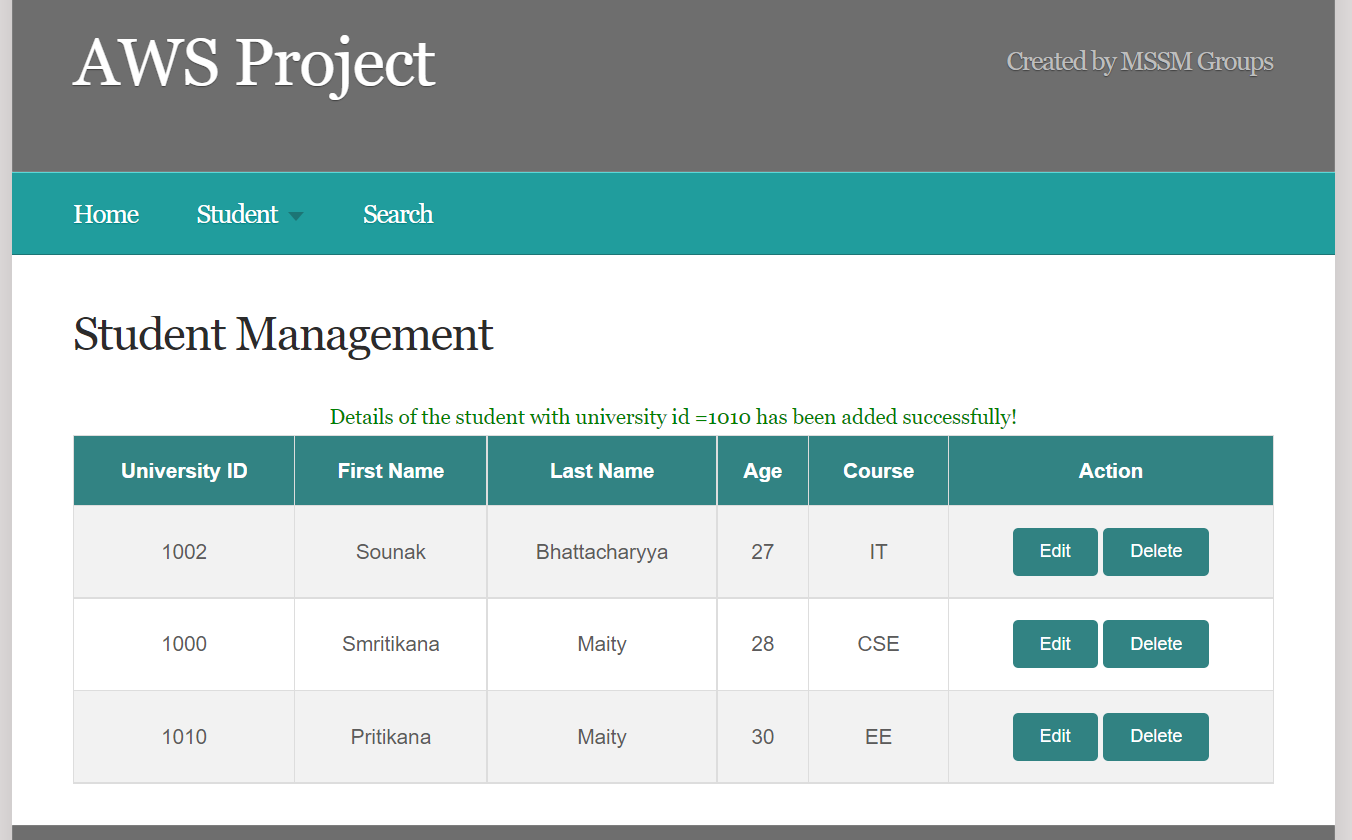 AWS Project
Created by MSSM Groups
Home Student Search
Student Management
Details of the student with university id =1010 has been added successfully!
University ID First Name Last Name Age Course Action
1002 Sounak Bhattacharyya 27 IT Edit Delete
1000 Smritikana Maity 28 CSE Edit Delete
1010 Pritikana Maity 30 EE Edit Delete